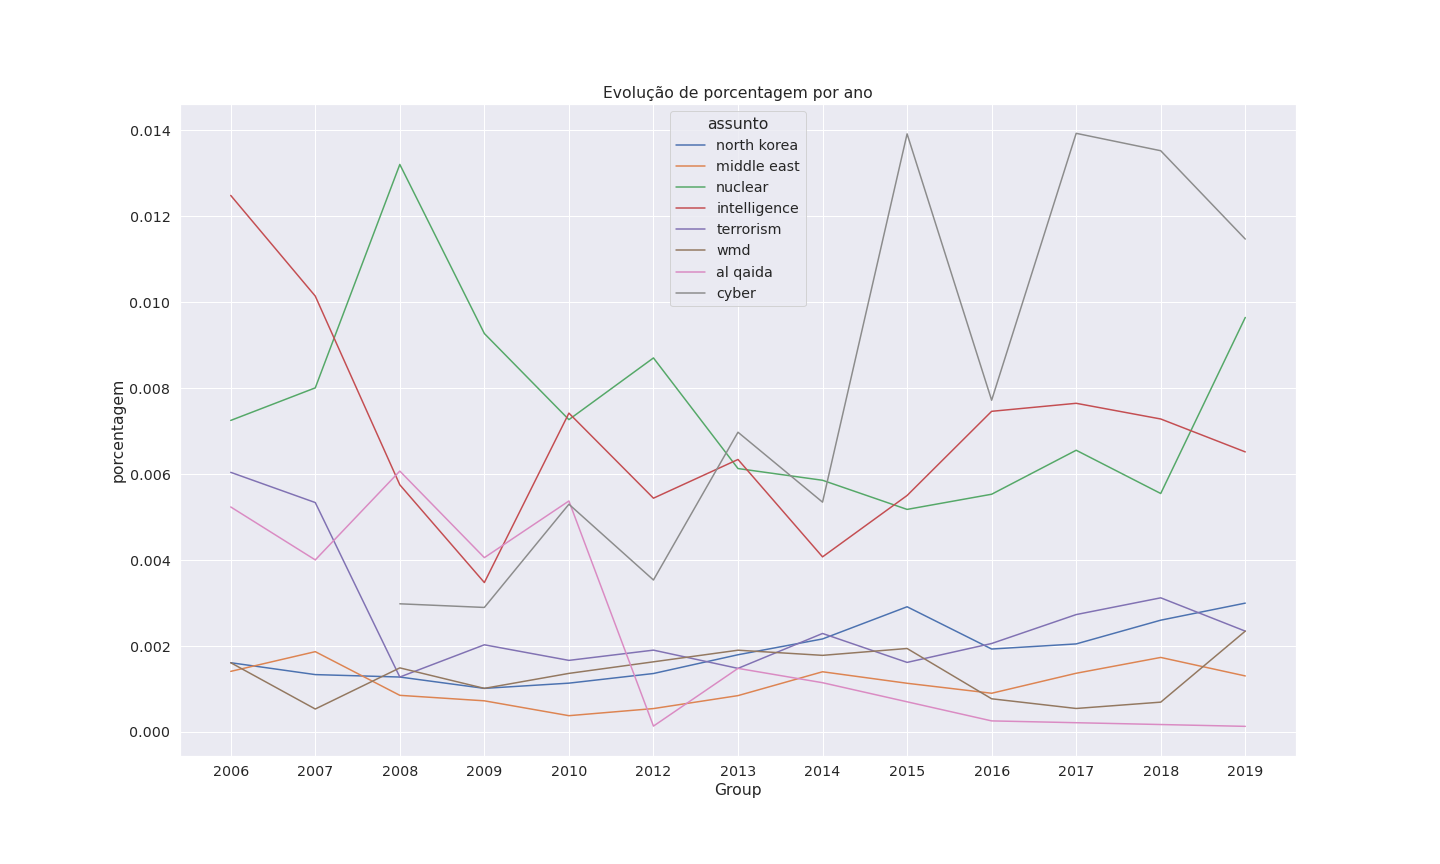 Evolução de porcentagem por ano
assunto
north korea
middle east
nuclear
intelligence
terrorism
wmd
al qaida
cyber
porcentagem
0.014
0.012
0.010
0.008
0.006
0.004
0.002
0.000
2006 2007 2008 2009 2010 2012 2013 2014 2015 2016 2017 2018 2019
Group